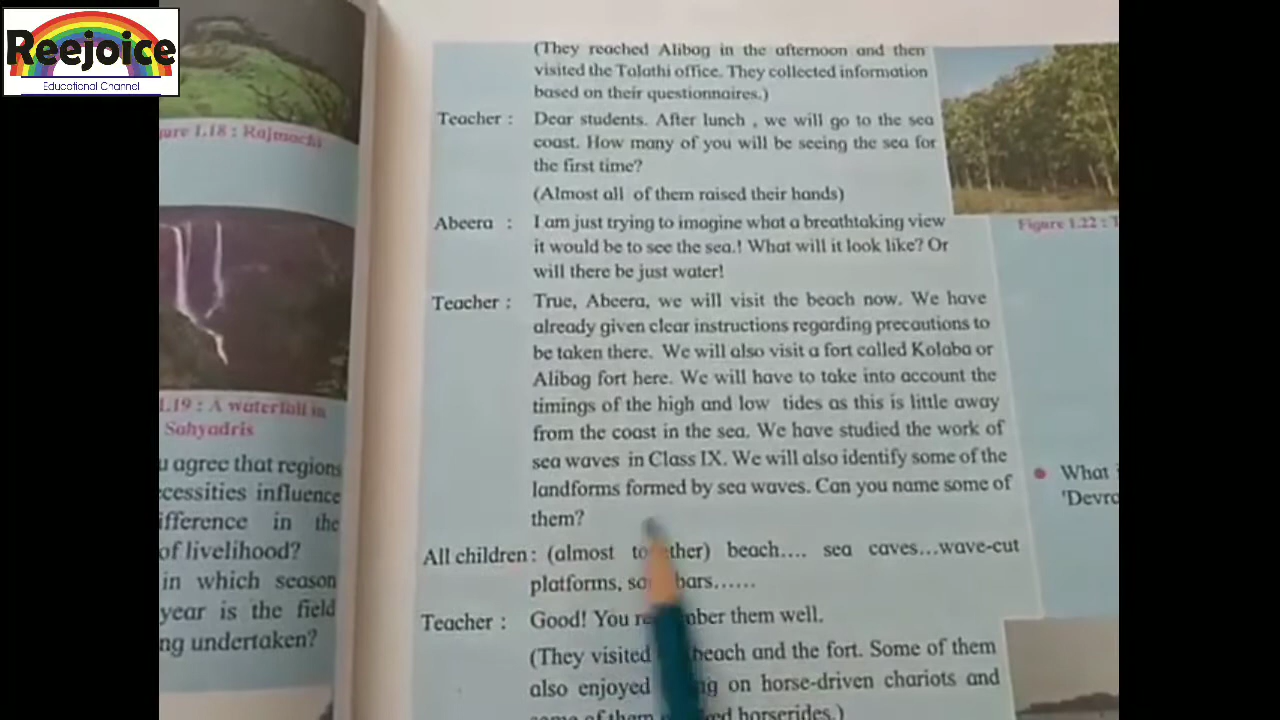 Reejoice
Educational Channel
ure 1.18 : Rajmachi
1.19 : A waterfall in
Sahyadris
agree that regions
influence
in the
of livelihood?
in which season
year is the field
undertaken?
(They reached Alibag in the afternoon and then
visited the Talathi office. They collected information
based on their questionnaires.)
Teacher : Dear students. After lunch , we will go to the sea
coast. How many of you will be seeing the sea for
the first time?
(Almost all of them raised their hands)
Abeera : I am just trying to imagine what a breathtaking view
it would be to see the sea.! What will it look like? Or
will there be just water!
Teacher : True, Abeera, we will visit the beach now. We have
already given clear instructions regarding precautions to
be taken there. We will also visit a fort called Kolaba or
Alibag fort here. We will have to take into account the
timings of the high and low tides as this is little away
from the coast in the sea. We have studied the work of
sea waves in Class IX. We will also identify some of the
landforms formed by sea waves. Can you name some of
them?
All children : (almost beach.... sea caves...wave-cut
platforms, bars......
Teacher : Good! You them well.
(They visited beach and the fort. Some of them
also enjoyed on horse-driven chariots and
some of them horserides.)
Figure 1.22 : T
What
'Devr